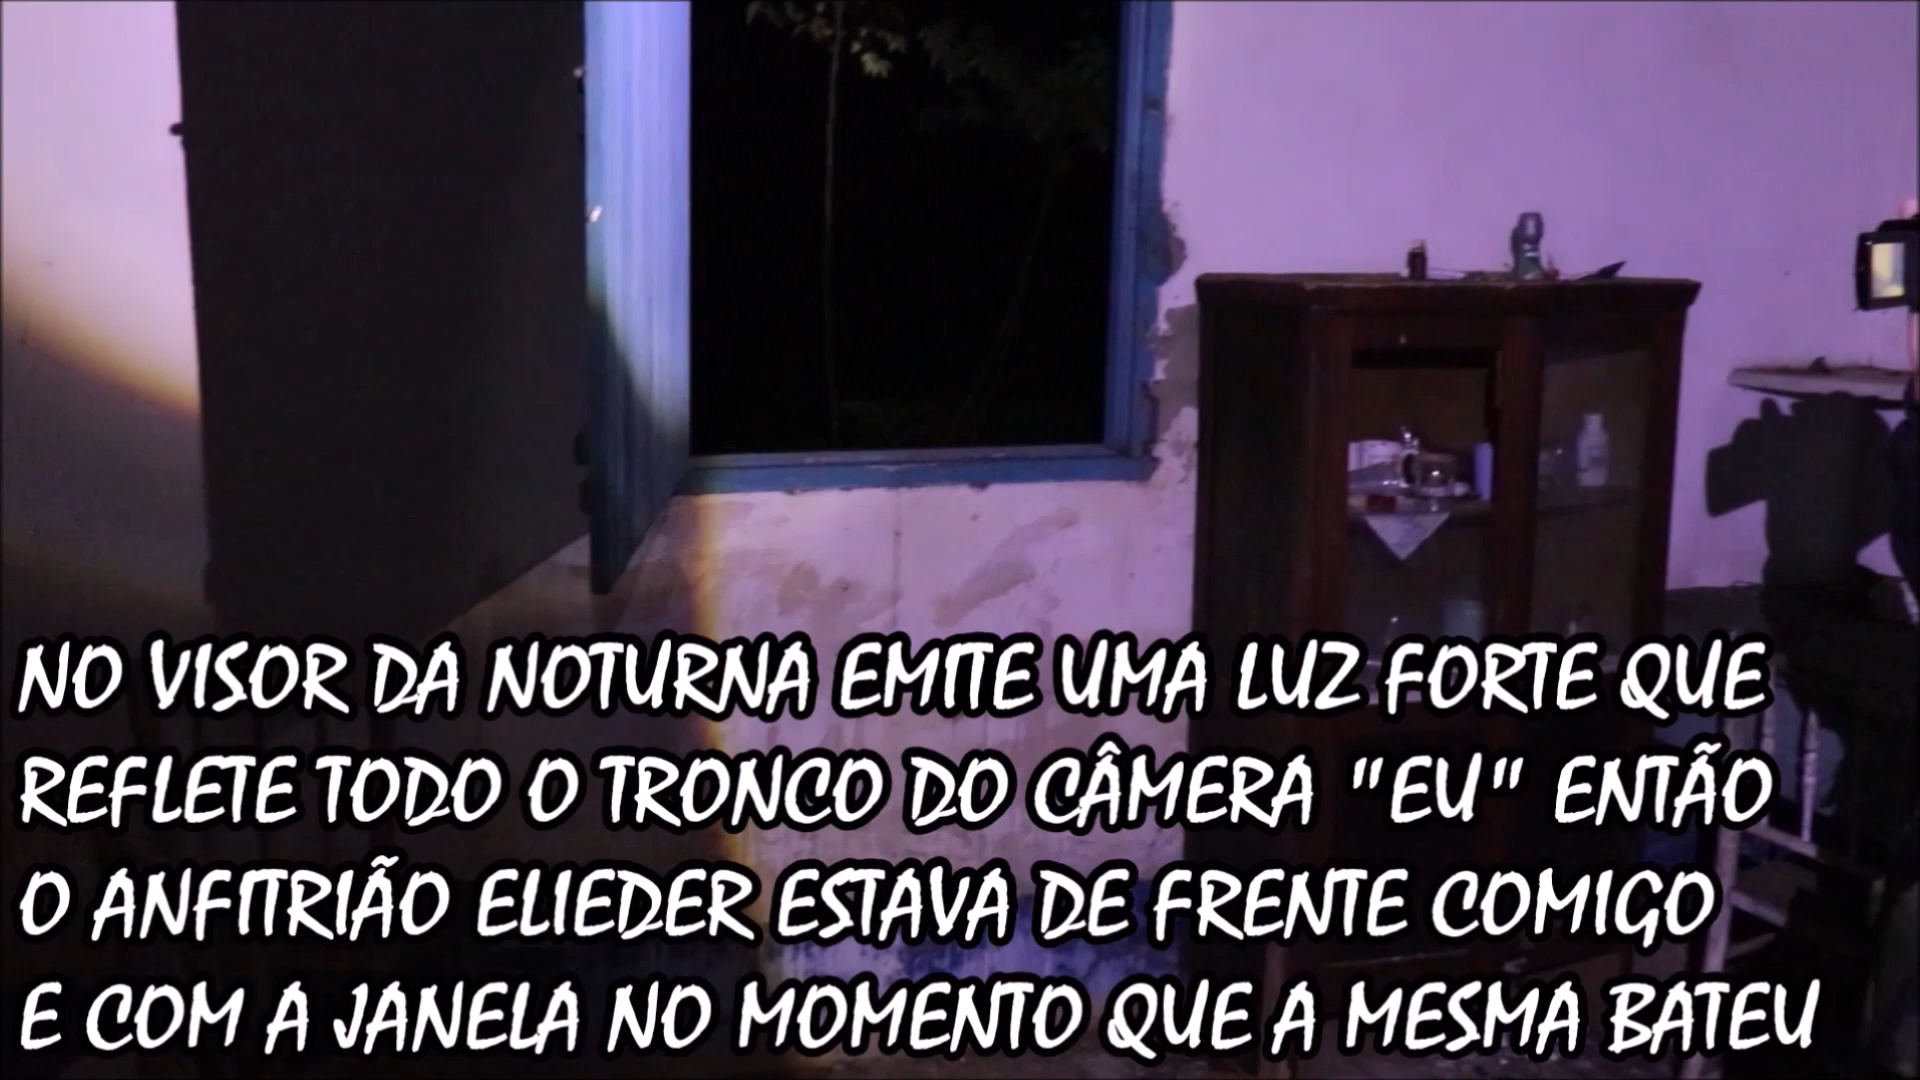 NO VISOR DA NOTURNA EMITE UMA LUZ FORTE QUE
REFLETE TODO O TRONCO DO CÂMERA "EU" ENTÃO
O ANFITRIÃO ELIEDER ESTAVA DE FRENTE COMIGO
E COM A JANELA NO MOMENTO QUE A MESMA BATEU